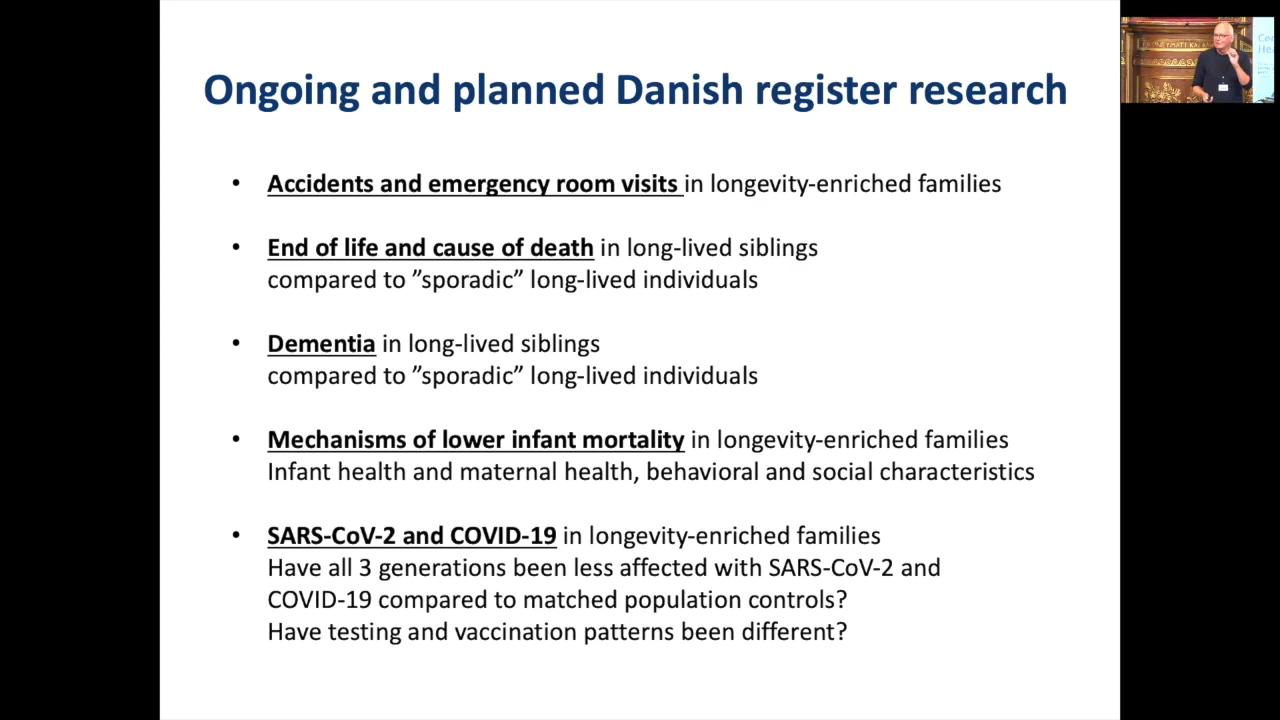 Ongoing and planned Danish register research
• Accidents and emergency room visits in longevity-enriched families
• End of life and cause of death in long-lived siblings
compared to ”sporadic” long-lived individuals
• Dementia in long-lived siblings
compared to ”sporadic” long-lived individuals
• Mechanisms of lower infant mortality in longevity-enriched families
Infant health and maternal health, behavioral and social characteristics
• SARS-CoV-2 and COVID-19 in longevity-enriched families
Have all 3 generations been less affected with SARS-CoV-2 and
COVID-19 compared to matched population controls?
Have testing and vaccination patterns been different?